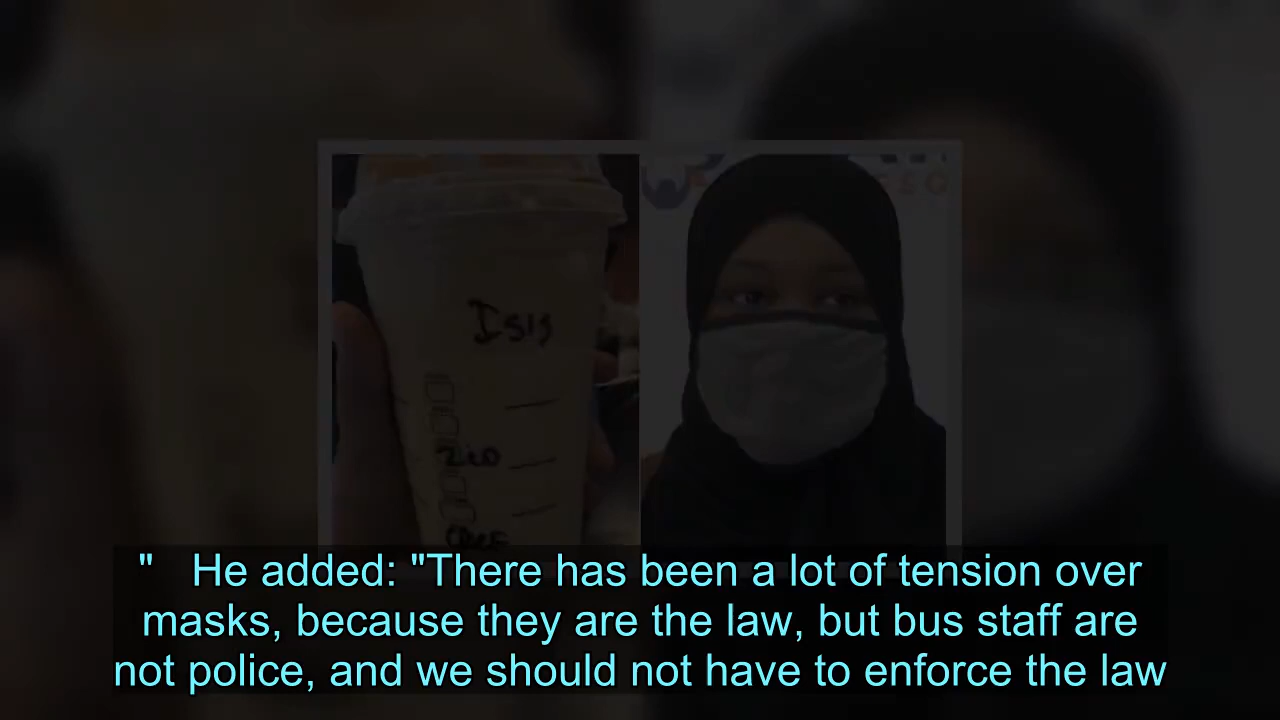 Isis
" He added: "There has been a lot of tension over
masks, because they are the law, but bus staff are
not police, and we should not have to enforce the law